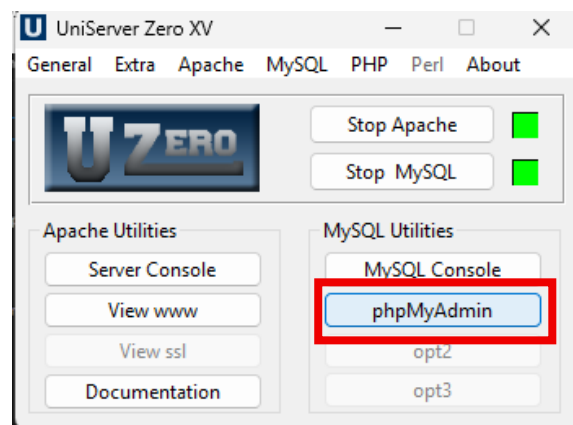 U UniServer Zero XV
General Extra Apache MySQL PHP Perl About
UZERO
Stop Apache
Stop MySQL
Apache Utilities
Server Console
View www
View ssl
Documentation
MySQL Utilities
MySQL Console
phpMyAdmin
opt2
opt3